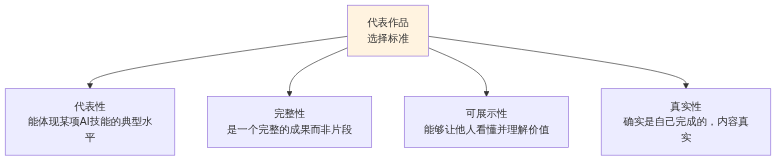 代表作品
选择标准
代表性
能体现某项AI技能的典型水
平
完整性
是一个完整的成果而非片段
可展示性
能够让他人看懂并理解价值
真实性
确实是自己完成的，内容真
实